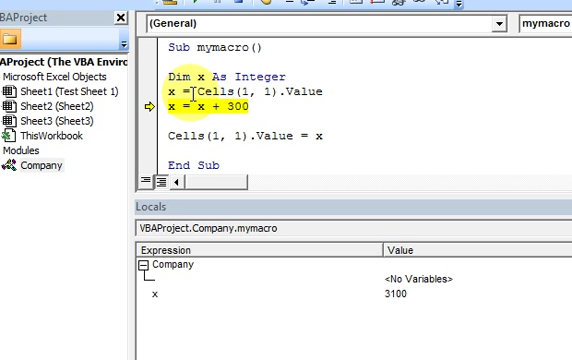 BAProject
(General)
mymacro
AProject (The VBA Enviro
Microsoft Excel Objects
Sheet1 (Test Sheet 1)
Sheet2 (Sheet2)
Sheet3 (Sheet3)
ThisWorkbook
Modules
Company
Sub mymacro()
Dim x As Integer
x = Cells(1, 1).Value
x = x + 300
Cells(1, 1).Value = x
End Sub
Locals
VBAProject.Company.mymacro
Expression Value
Company
<No Variables>
x 3100